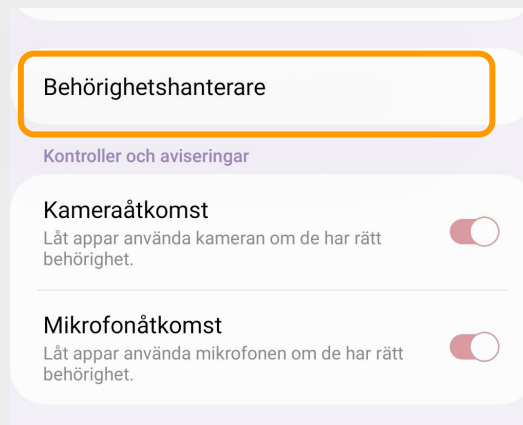 Behörighetshanterare
Kontroller och aviseringar
Kameraåtkomst
Låt appar använda kameran om de har rätt
behörighet.
Mikrofonåtkomst
Låt appar använda mikrofonen om de har rätt
behörighet.